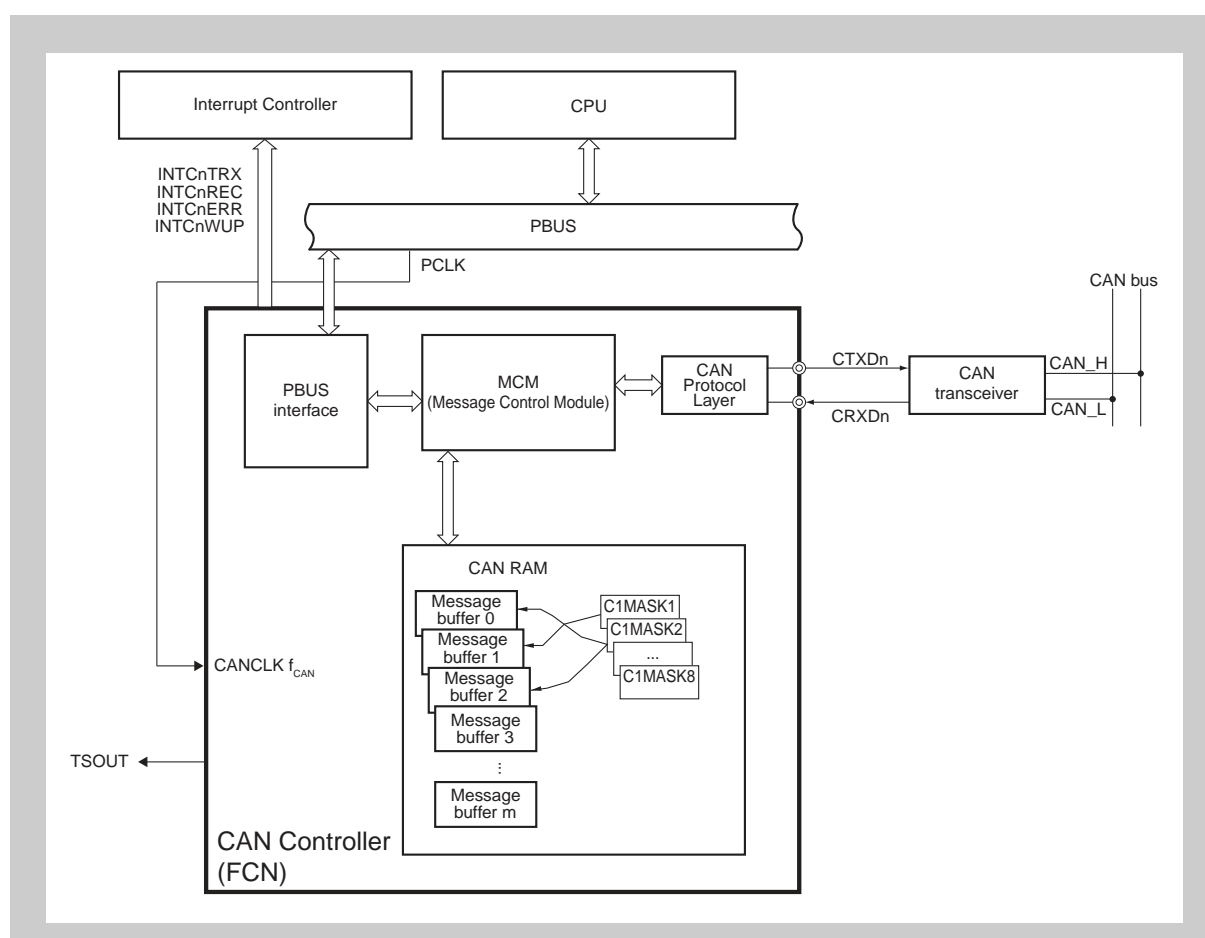 Interrupt Controller
CPU
INTCnTRX
INTCnREC
INTCnERR
INTCnWUP
PBUS
PCLK
CAN bus
PBUS
interface
MCM
(Message Control Module)
CAN
Protocol
Layer
CTXDn
CRXDn
CAN
transceiver
CAN_H
CAN_L
CAN RAM
Message
buffer 0
Message
buffer 1
Message
buffer 2
Message
buffer 3
⋮
Message
buffer m
C1MASK1
C1MASK2
...
C1MASK8
CANCLK fCAN
TSOUT
CAN Controller
(FCN)